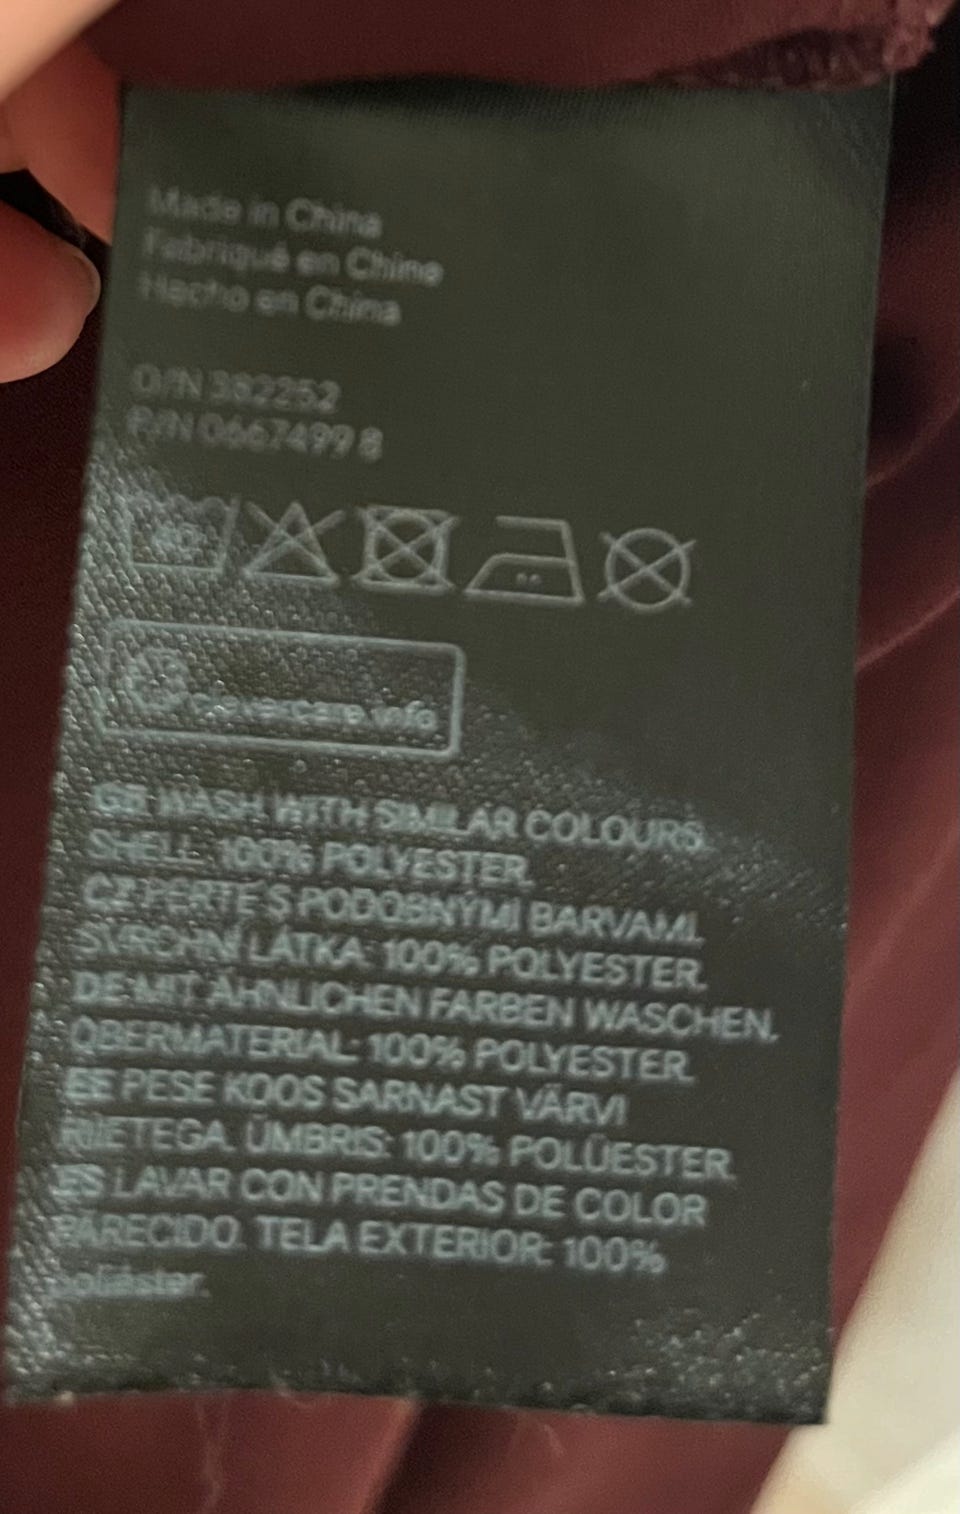 Made in China
Fabriqué en Chine
Hecho en China
O/N 382252
P/N 0667499 8
clevercare.info
GB WASH WITH SIMILAR COLOURS.
SHELL: 100% POLYESTER.
CZ PERTE S PODOBNÝMI BARVAMI.
SVRCHNÍ LÁTKA: 100% POLYESTER.
DE MIT ÄHNLICHEN FARBEN WASCHEN.
OBERMATERIAL: 100% POLYESTER.
EE PESE KOOS SARNAST VÄRVI
RIIETEGA. ÜMBRIS: 100% POLÜESTER.
ES LAVAR CON PRENDAS DE COLOR
PARECIDO. TELA EXTERIOR: 100%
poliéster.